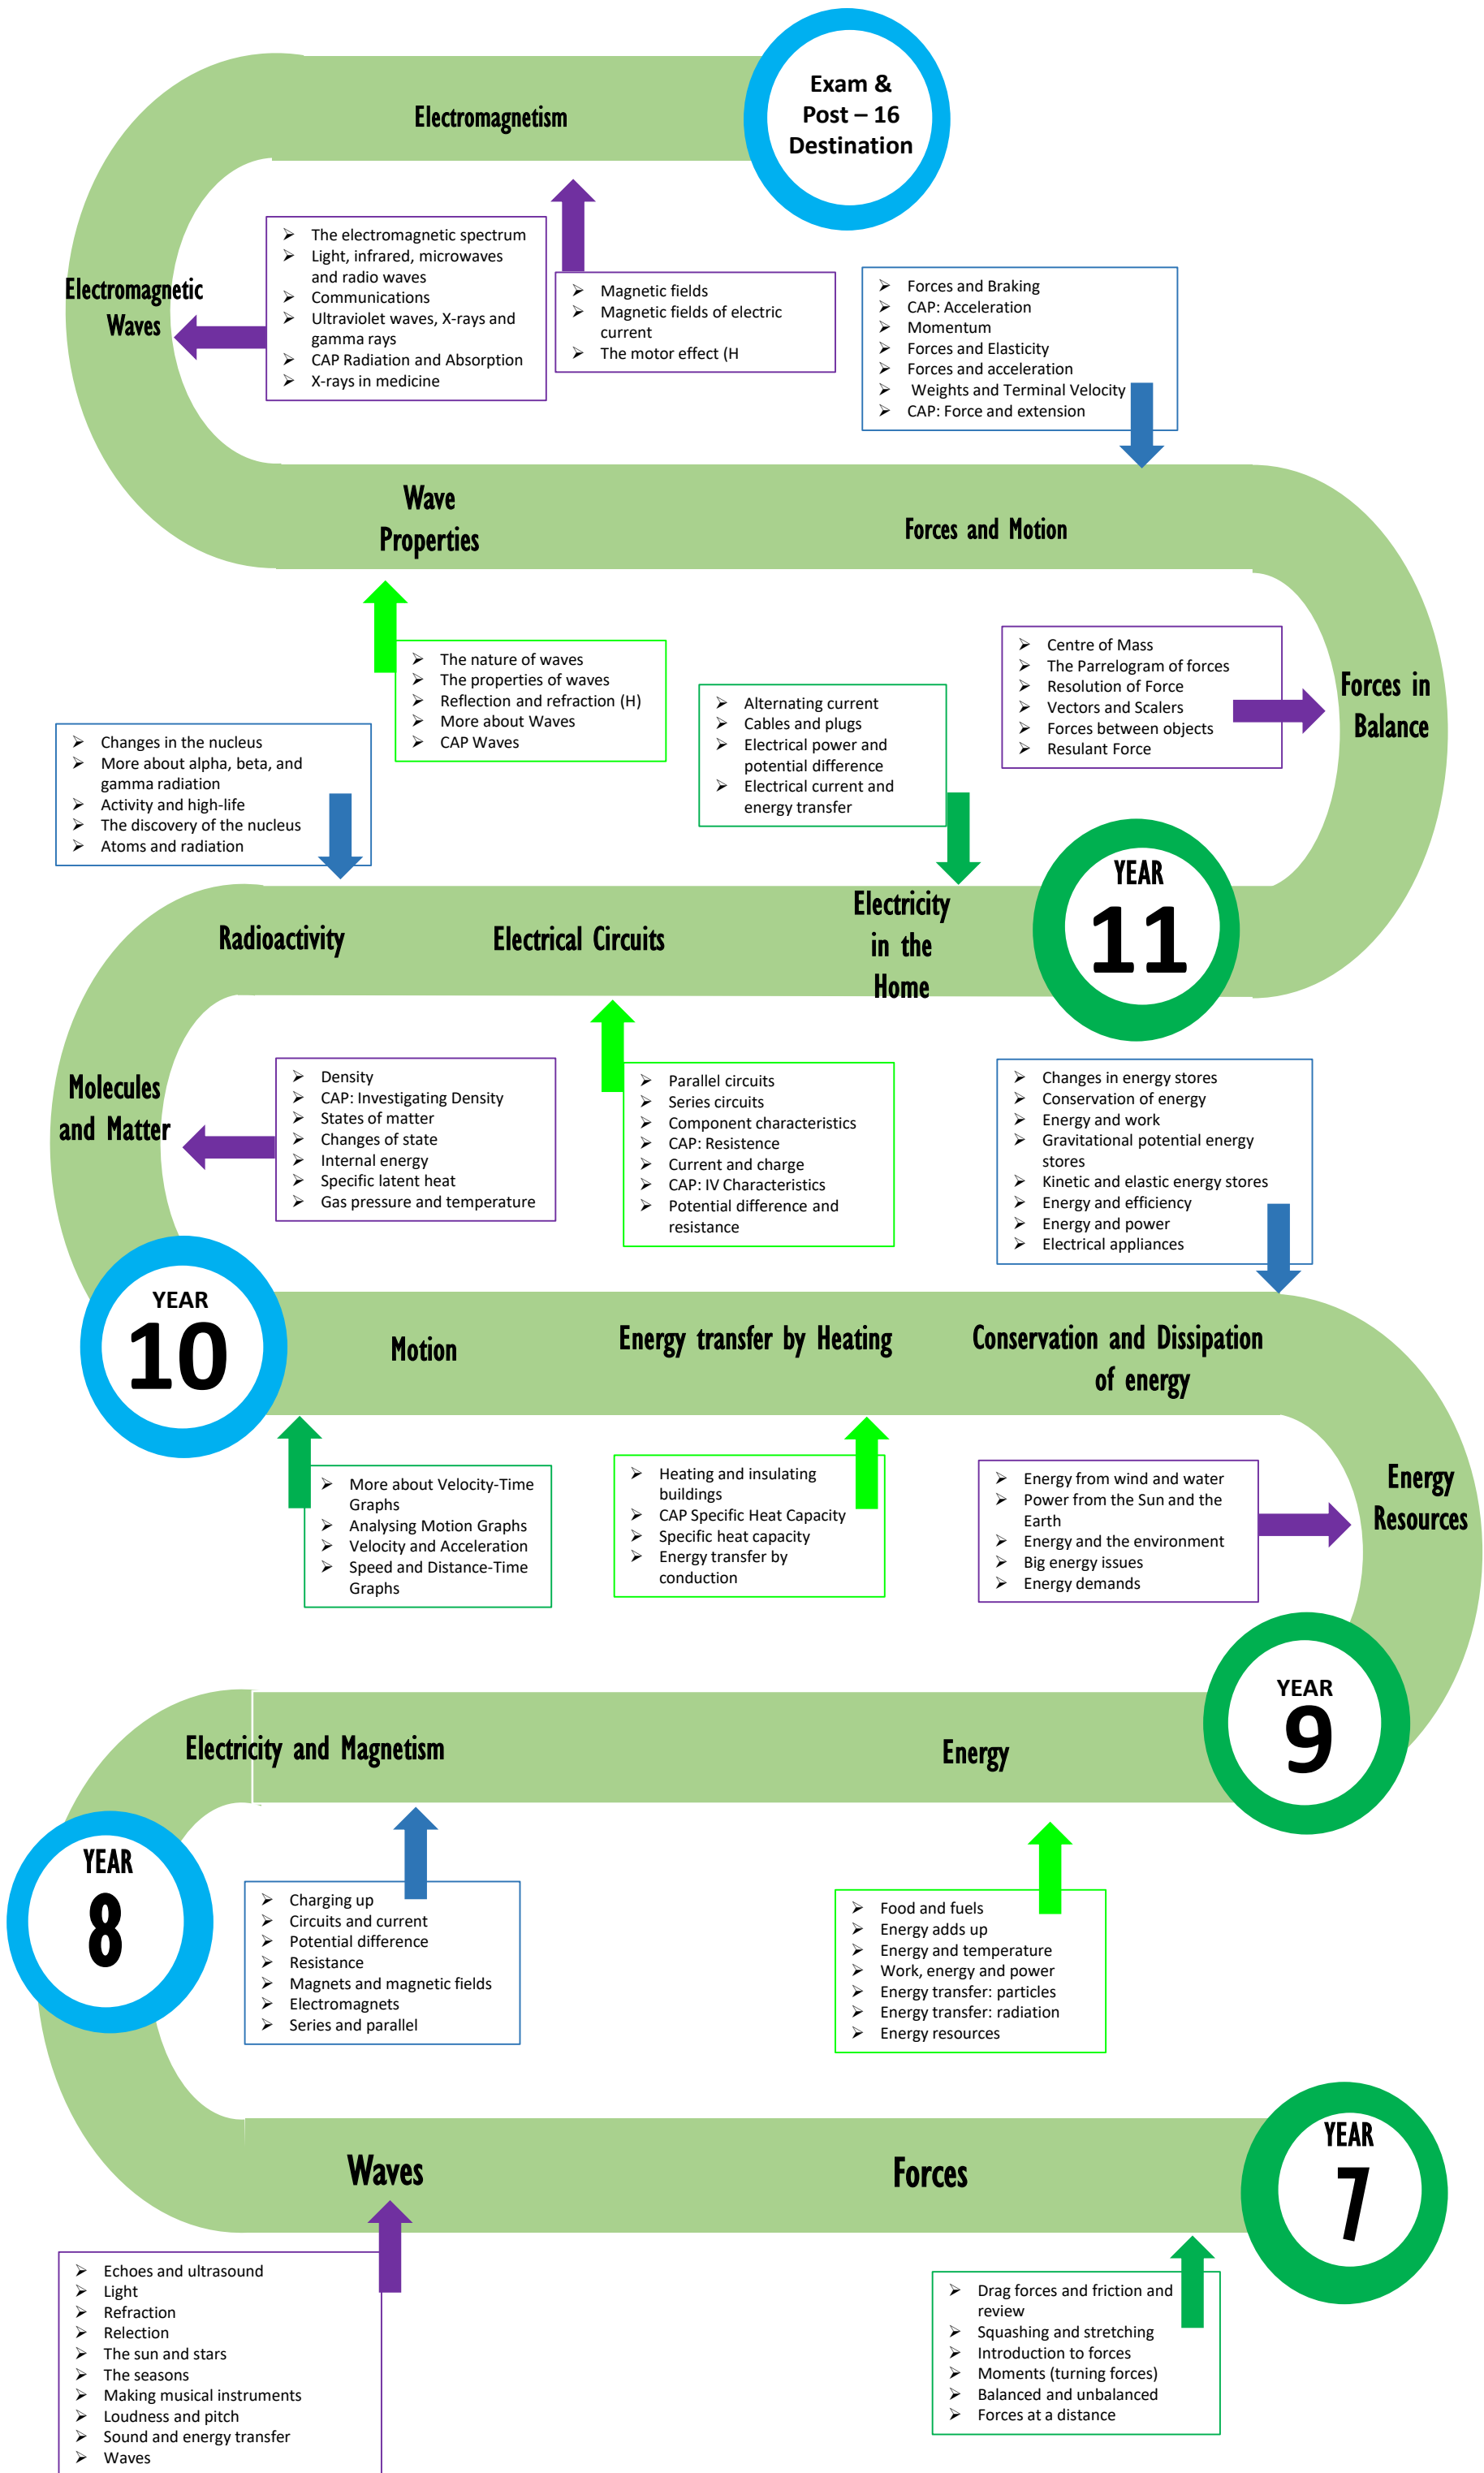 Exam &
Post – 16
Destination
Electromagnetism
➢ The electromagnetic spectrum
➢ Light, infrared, microwaves
and radio waves
➢ Communications
➢ Ultraviolet waves, X-rays and
gamma rays
➢ CAP Radiation and Absorption
➢ X-rays in medicine
Electromagnetic
Waves
➢ Magnetic fields
➢ Magnetic fields of electric
current
➢ The motor effect (H
➢ Forces and Braking
➢ CAP: Acceleration
➢ Momentum
➢ Forces and Elasticity
➢ Forces and acceleration
➢ Weights and Terminal Velocity
➢ CAP: Force and extension
Wave
Properties
Forces and Motion
➢ The nature of waves
➢ The properties of waves
➢ Reflection and refraction (H)
➢ More about Waves
➢ CAP Waves
➢ Centre of Mass
➢ The Parrelogram of forces
➢ Resolution of Force
➢ Vectors and Scalers
➢ Forces between objects
➢ Resulant Force
Forces in
Balance
➢ Alternating current
➢ Cables and plugs
➢ Electrical power and
potential difference
➢ Electrical current and
energy transfer
➢ Changes in the nucleus
➢ More about alpha, beta, and
gamma radiation
➢ Activity and high-life
➢ The discovery of the nucleus
➢ Atoms and radiation
Radioactivity
Electrical Circuits
Electricity
in the
Home
YEAR
11
Molecules
and Matter
➢ Density
➢ CAP: Investigating Density
➢ States of matter
➢ Changes of state
➢ Internal energy
➢ Specific latent heat
➢ Gas pressure and temperature
➢ Parallel circuits
➢ Series circuits
➢ Component characteristics
➢ CAP: Resistence
➢ Current and charge
➢ CAP: IV Characteristics
➢ Potential difference and
resistance
➢ Changes in energy stores
➢ Conservation of energy
➢ Energy and work
➢ Gravitational potential energy
stores
➢ Kinetic and elastic energy stores
➢ Energy and efficiency
➢ Energy and power
➢ Electrical appliances
YEAR
10
Motion
Energy transfer by Heating
Conservation and Dissipation
of energy
➢ More about Velocity-Time
Graphs
➢ Analysing Motion Graphs
➢ Velocity and Acceleration
➢ Speed and Distance-Time
Graphs
➢ Heating and insulating
buildings
➢ CAP Specific Heat Capacity
➢ Specific heat capacity
➢ Energy transfer by
conduction
➢ Energy from wind and water
➢ Power from the Sun and the
Earth
➢ Energy and the environment
➢ Big energy issues
➢ Energy demands
Energy
Resources
YEAR
9
Electricity and Magnetism
Energy
YEAR
8
➢ Charging up
➢ Circuits and current
➢ Potential difference
➢ Resistance
➢ Magnets and magnetic fields
➢ Electromagnets
➢ Series and parallel
➢ Food and fuels
➢ Energy adds up
➢ Energy and temperature
➢ Work, energy and power
➢ Energy transfer: particles
➢ Energy transfer: radiation
➢ Energy resources
Waves
Forces
YEAR
7
➢ Echoes and ultrasound
➢ Light
➢ Refraction
➢ Relection
➢ The sun and stars
➢ The seasons
➢ Making musical instruments
➢ Loudness and pitch
➢ Sound and energy transfer
➢ Waves
➢ Drag forces and friction and
review
➢ Squashing and stretching
➢ Introduction to forces
➢ Moments (turning forces)
➢ Balanced and unbalanced
➢ Forces at a distance